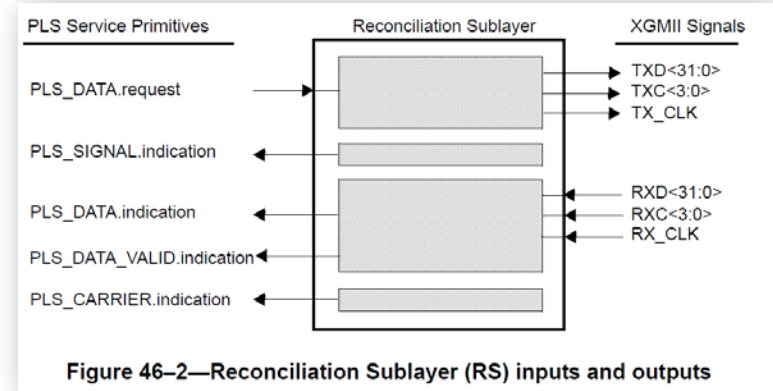 PLS Service Primitives
Reconciliation Sublayer
XGMII Signals
PLS_DATA.request
TXD<31:0>
TXC<3:0>
TX_CLK
PLS_SIGNAL.indication
PLS_DATA.indication
RXD<31:0>
RXC<3:0>
RX_CLK
PLS_DATA_VALID.indication
PLS_CARRIER.indication
Figure 46–2—Reconciliation Sublayer (RS) inputs and outputs